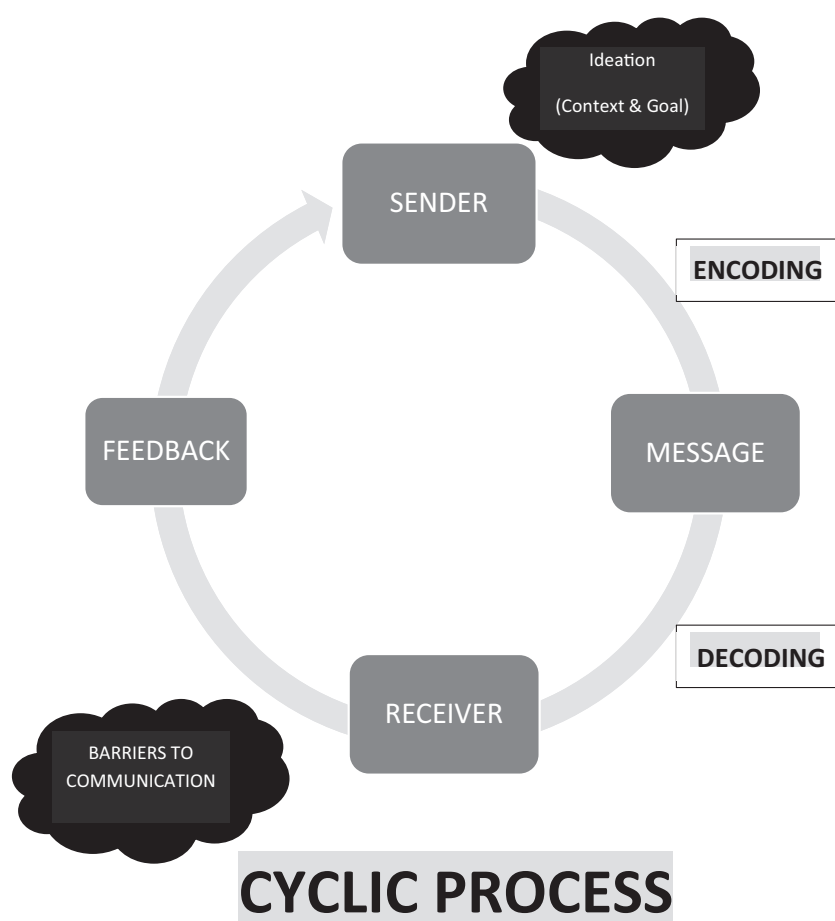 Ideation
(Context & Goal)
SENDER
ENCODING
FEEDBACK
MESSAGE
DECODING
RECEIVER
BARRIERS TO
COMMUNICATION
CYCLIC PROCESS